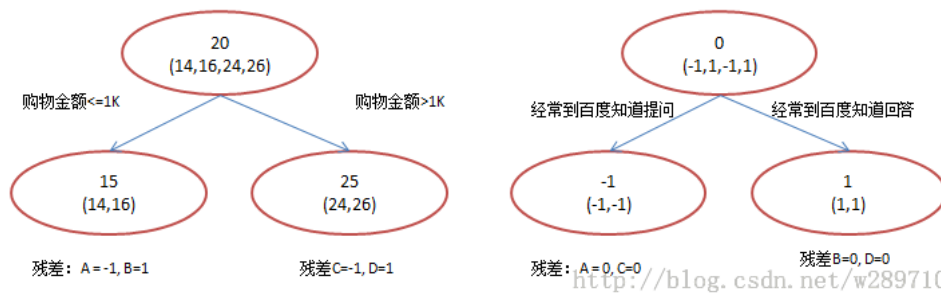 20
(14,16,24,26)
购物金额<=1K
购物金额>1K
15
(14,16)
25
(24,26)
残差：A = -1, B=1
残差C=-1, D=1
0
(-1,1,-1,1)
经常到百度知道提问
经常到百度知道回答
-1
(-1,-1)
1
(1,1)
残差：A = 0, C=0
残差B=0, D=0
http://blog.csdn.net/w289710